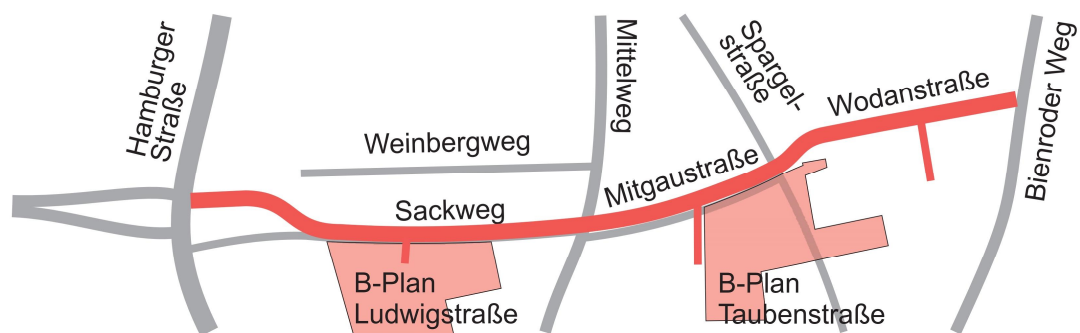 Hamburger
Straße
Weinbergweg
Mittelweg
Spargel-
straße
Wodanstraße
Bienroder Weg
Sackweg
Mitgaustraße
B-Plan
Ludwigstraße
B-Plan
Taubenstraße